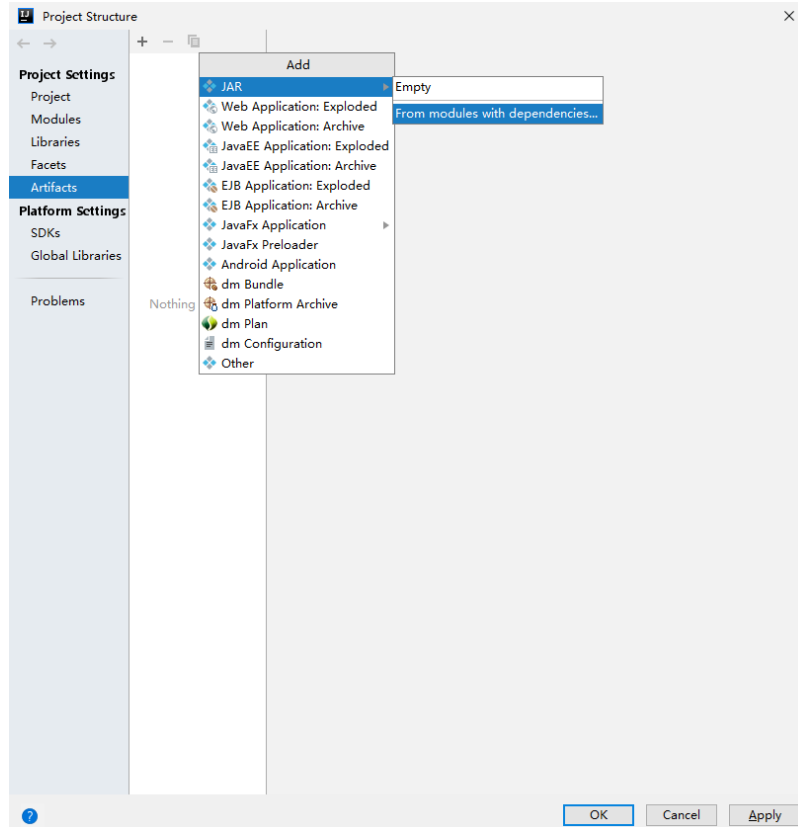 Project Structure
Project Settings
Project
Modules
Libraries
Facets
Artifacts
Platform Settings
SDKs
Global Libraries
Problems
Nothing
Add
JAR
Web Application: Exploded
Web Application: Archive
JavaEE Application: Exploded
JavaEE Application: Archive
EJB Application: Exploded
EJB Application: Archive
JavaFx Application
JavaFx Preloader
Android Application
dm Bundle
dm Platform Archive
dm Plan
dm Configuration
Other
Empty
From modules with dependencies...
?
OK
Cancel
Apply